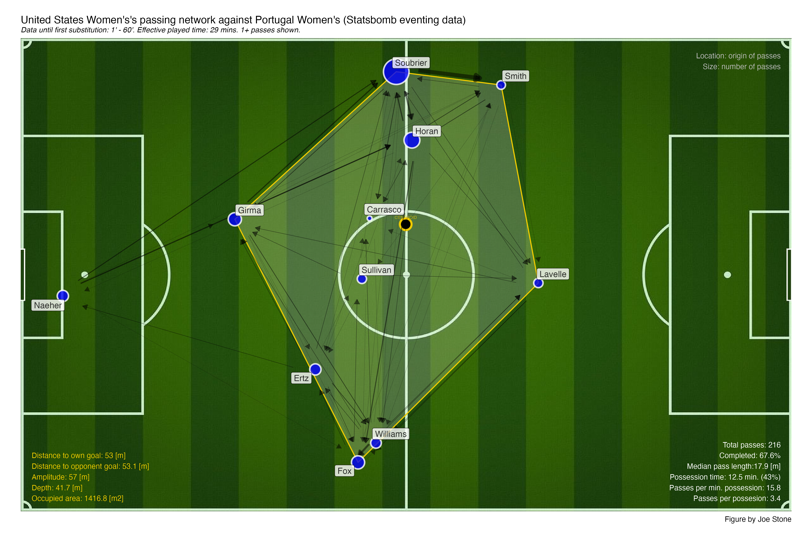 United States Women's's passing network against Portugal Women's (Statsbomb eventing data)
Data until first substitution: 1' - 60'. Effective played time: 29 mins. 1+ passes shown.
Location: origin of passes
Size: number of passes
Soubrier
Smith
Horan
Girma
Carrasco
Sullivan
Lavelle
Naeher
Ertz
Williams
Fox
Distance to own goal: 53 [m]
Distance to opponent goal: 53.1 [m]
Amplitude: 57 [m]
Depth: 41.7 [m]
Occupied area: 1416.8 [m2]
Total passes: 216
Completed: 67.6%
Median pass length:17.9 [m]
Possession time: 12.5 min. (43%)
Passes per min. possession: 15.8
Passes per possesion: 3.4
Figure by Joe Stone